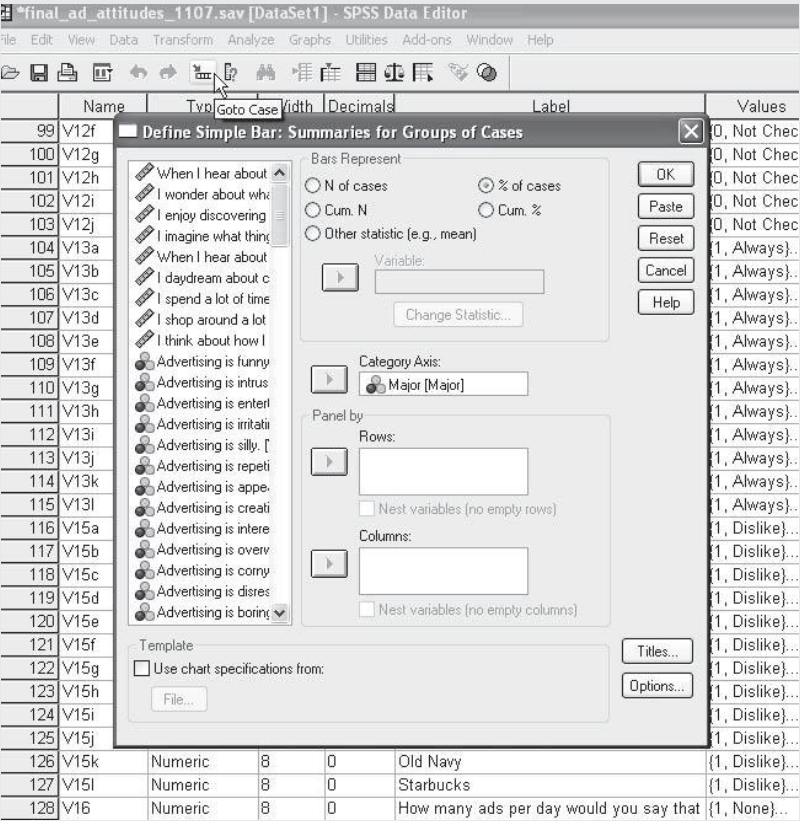 *final_ad_attitudes_1107.sav [DataSet1] - SPSS Data Editor
File Edit View Data Transform Analyze Graphs Utilities Add-ons Window Help
Goto Case
Name Width Decimals Label Values
99 V12f
100 V12g
101 V12h
102 V12i
103 V12j
104 V13a
105 V13b
106 V13c
107 V13d
108 V13e
109 V13f
110 V13g
111 V13h
112 V13i
113 V13j
114 V13k
115 V13l
116 V15a
117 V15b
118 V15c
119 V15d
120 V15e
121 V15f
122 V15g
123 V15h
124 V15i
125 V15j
126 V15k Numeric 8 0 Old Navy {1, Dislike}...
127 V15l Numeric 8 0 Starbucks {1, Dislike}...
128 V16 Numeric 8 0 How many ads per day would you say that {1, None}...
Define Simple Bar: Summaries for Groups of Cases
When I hear about
I wonder about wha
I enjoy discovering
I imagine what thing
When I hear about
I daydream about c
I spend a lot of time
I shop around a lot
I think about how I
Advertising is funny
Advertising is intrus
Advertising is entert
Advertising is irritati
Advertising is silly. [
Advertising is repeti
Advertising is appe
Advertising is creati
Advertising is intere
Advertising is overw
Advertising is corny
Advertising is disres
Advertising is boring
Bars Represent
N of cases % of cases
Cum. N Cum. %
Other statistic (e.g., mean)
Variable:
Change Statistic...
Category Axis:
Major [Major]
Panel by
Rows:
Nest variables (no empty rows)
Columns:
Nest variables (no empty columns)
Template
Use chart specifications from:
File...
OK
Paste
Reset
Cancel
Help
Titles...
Options...
{0, Not Chec
{0, Not Chec
{0, Not Chec
{0, Not Chec
{0, Not Chec
{1, Always}..
{1, Always}..
{1, Always}..
{1, Always}..
{1, Always}..
{1, Always}..
{1, Always}..
{1, Always}..
{1, Always}..
{1, Always}..
{1, Always}..
{1, Always}..
{1, Dislike}...
{1, Dislike}...
{1, Dislike}...
{1, Dislike}...
{1, Dislike}...
{1, Dislike}...
{1, Dislike}...
{1, Dislike}...
{1, Dislike}...
{1, Dislike}...